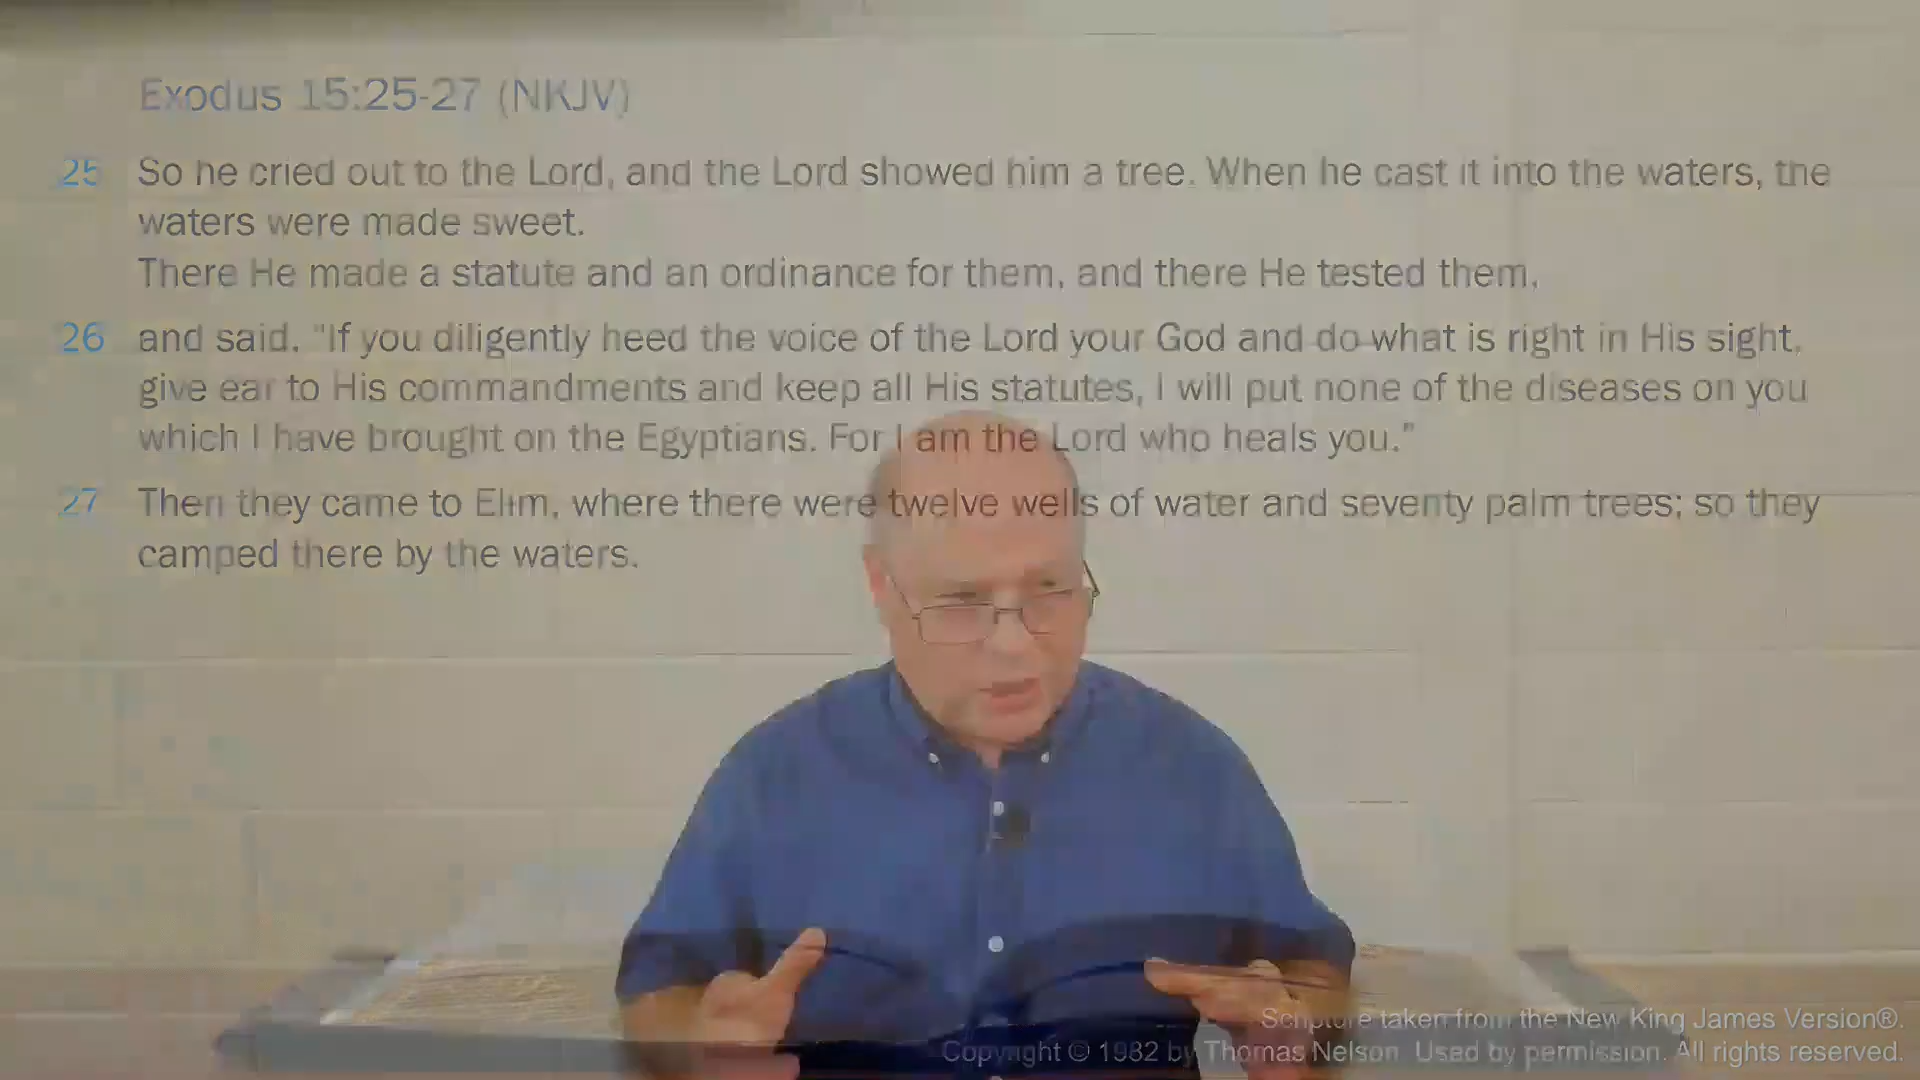 Exodus 15:25-27 (NKJV)
25 So he cried out to the Lord, and the Lord showed him a tree. When he cast it into the waters, the
waters were made sweet.
There He made a statute and an ordinance for them, and there He tested them,
26 and said, "If you diligently heed the voice of the Lord your God and do what is right in His sight,
give ear to His commandments and keep all His statutes, I will put none of the diseases on you
which I have brought on the Egyptians. For I am the Lord who heals you."
27 Then they came to Elim, where there were twelve wells of water and seventy palm trees; so they
camped there by the waters.
Scripture taken from the New King James Version®.
Copyright © 1982 by Thomas Nelson. Used by permission. All rights reserved.